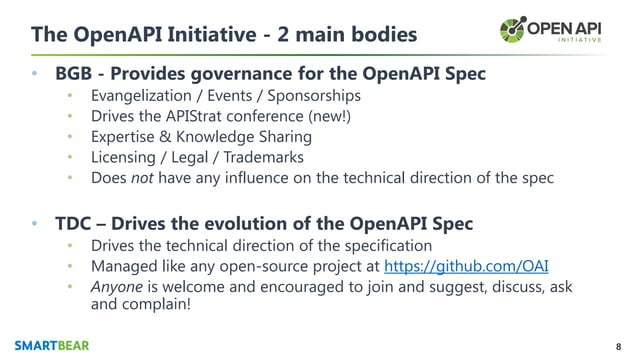 The OpenAPI Initiative - 2 main bodies
OPEN API
INITIATIVE
• BGB - Provides governance for the OpenAPI Spec
• Evangelization / Events / Sponsorships
• Drives the APIStrat conference (new!)
• Expertise & Knowledge Sharing
• Licensing / Legal / Trademarks
• Does not have any influence on the technical direction of the spec
• TDC – Drives the evolution of the OpenAPI Spec
• Drives the technical direction of the specification
• Managed like any open-source project at https://github.com/OAI
• Anyone is welcome and encouraged to join and suggest, discuss, ask
and complain!
SMARTBEAR
8